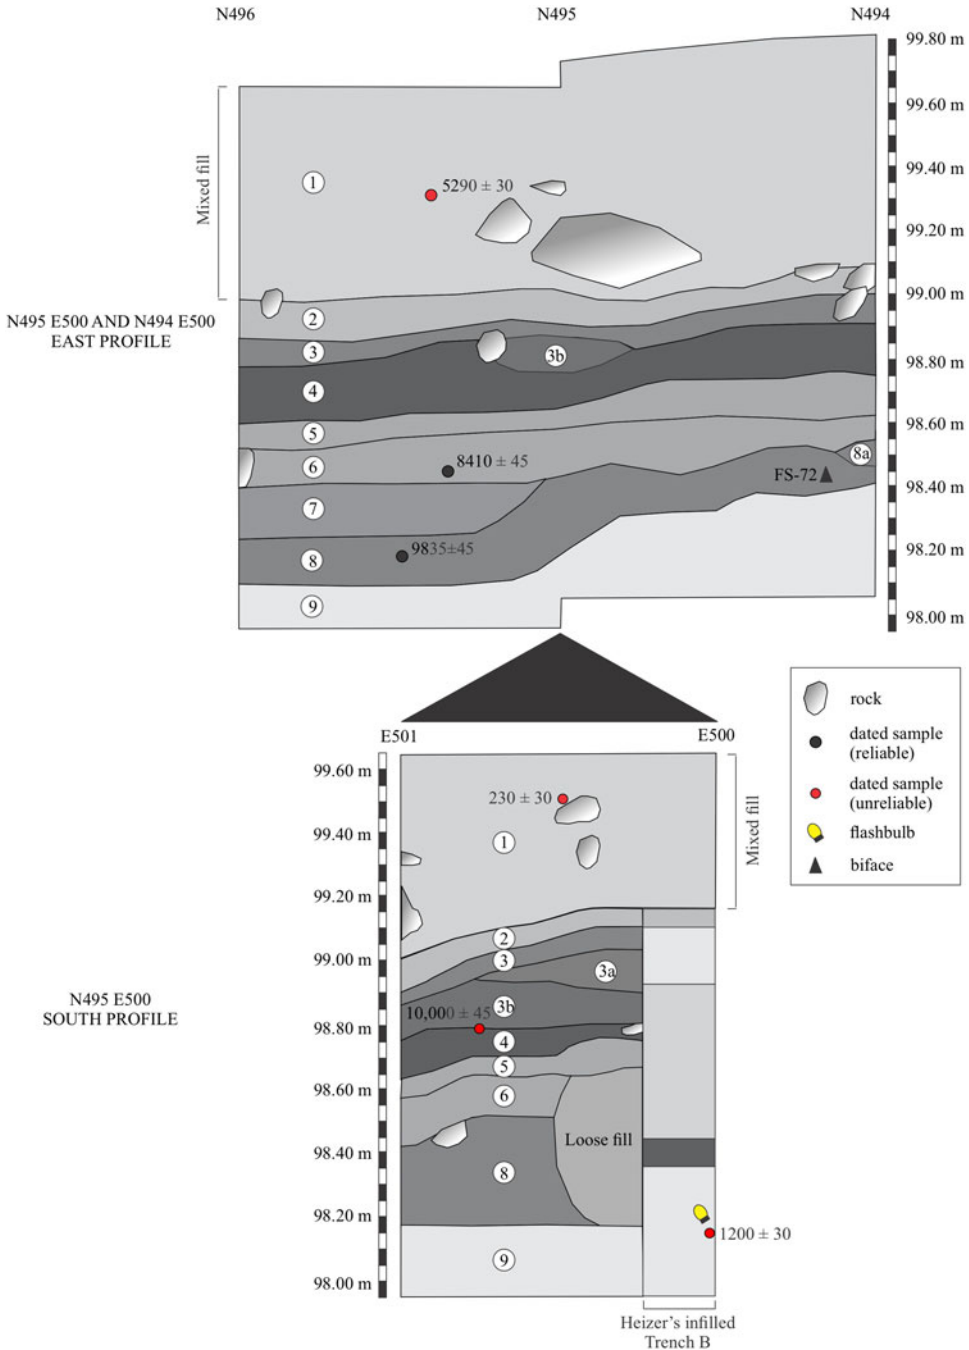 N496
N495
N494
99.80 m
99.60 m
99.40 m
99.20 m
99.00 m
98.80 m
98.60 m
98.40 m
98.20 m
98.00 m
Mixed fill
1
5290 ± 30
N495 E500 AND N494 E500
EAST PROFILE
2
3
3b
4
5
6
8410 ± 45
8a
FS-72
7
9835±45
8
9
E501
E500
rock
dated sample
(reliable)
dated sample
(unreliable)
flashbulb
biface
99.60 m
99.40 m
99.20 m
99.00 m
98.80 m
98.60 m
98.40 m
98.20 m
98.00 m
230 ± 30
1
Mixed fill
2
3
3a
N495 E500
SOUTH PROFILE
3b
10,000 ± 45
4
5
6
Loose fill
8
1200 ± 30
9
Heizer's infilled
Trench B